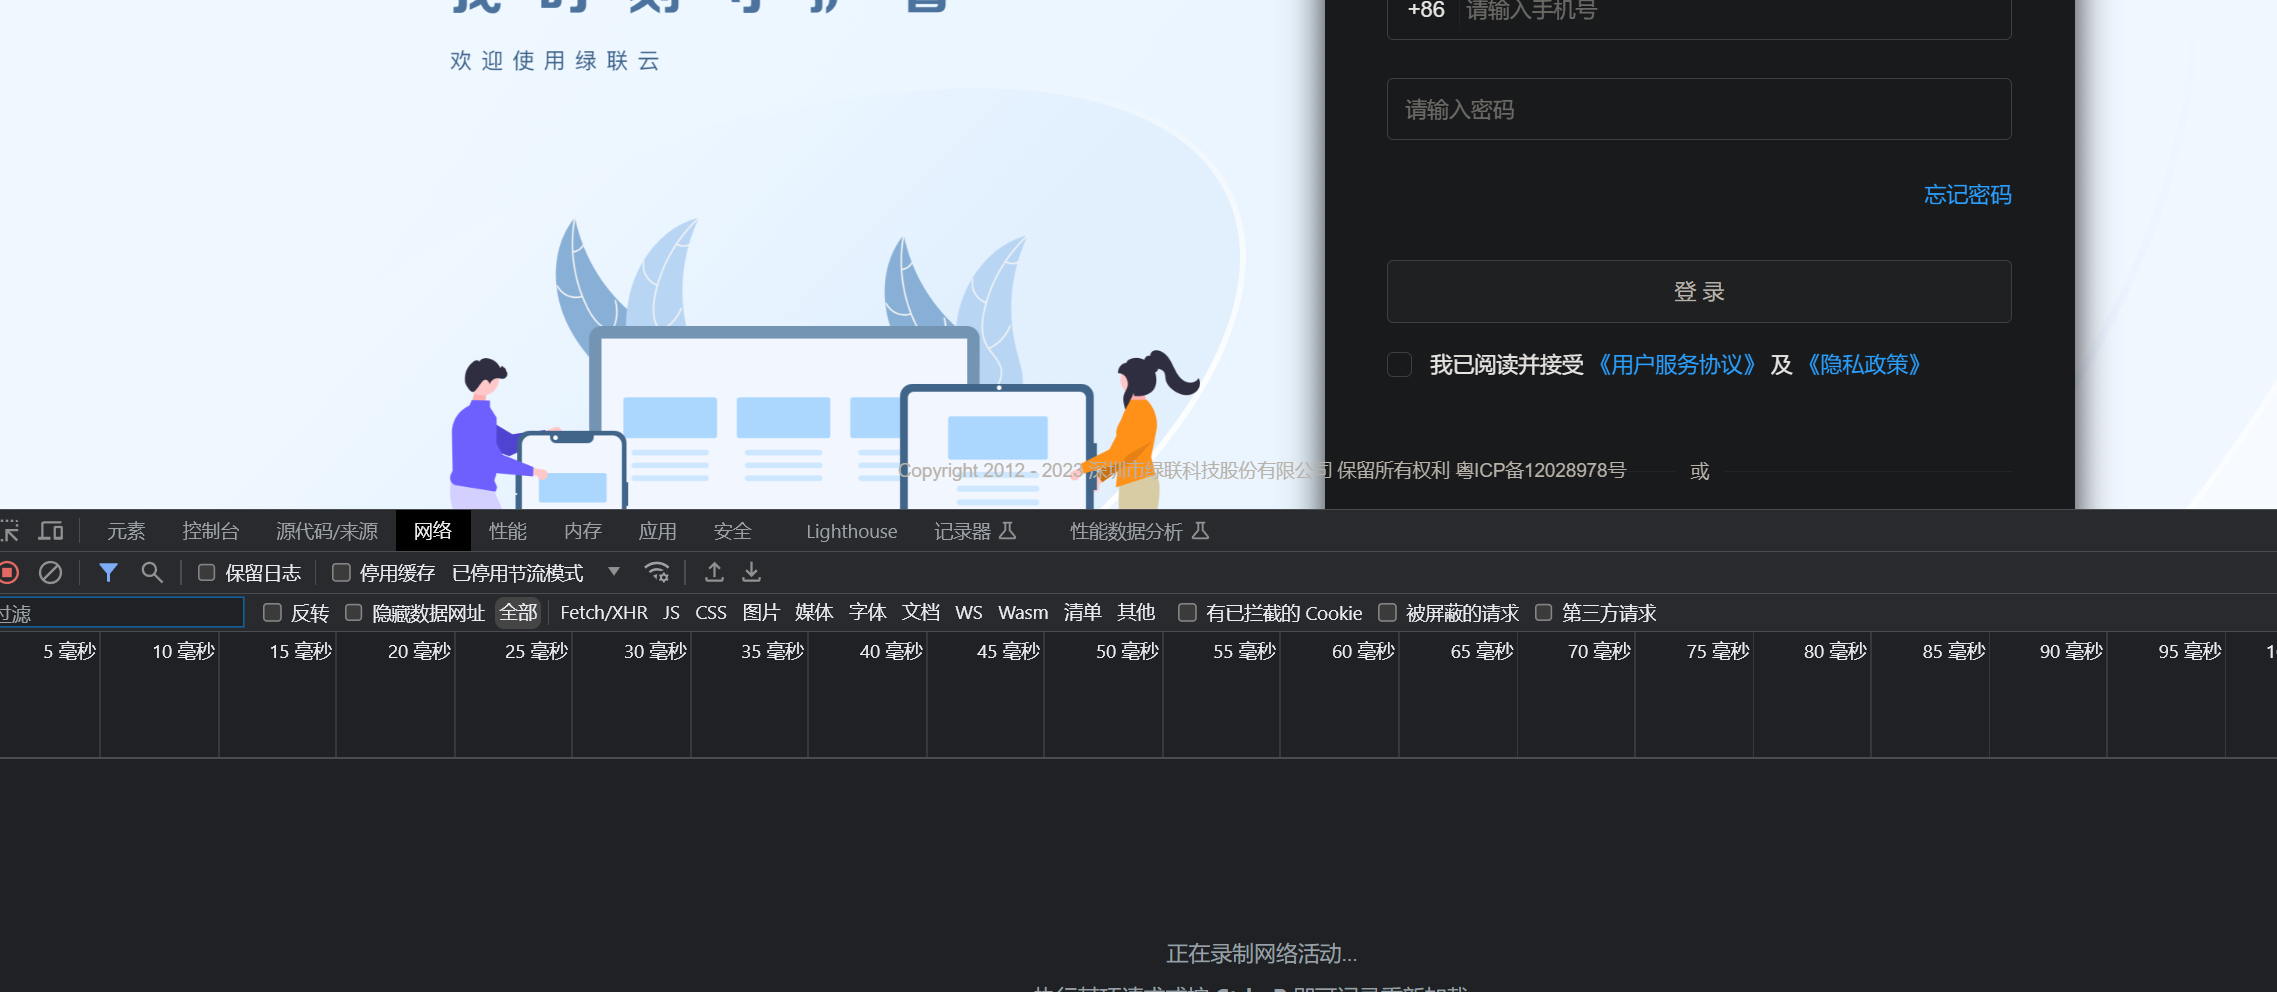 我时刻守护着
欢迎使用绿联云
+86 请输入手机号
请输入密码
忘记密码
登 录
我已阅读并接受 《用户服务协议》 及 《隐私政策》
Copyright 2012 - 2023 深圳市绿联科技股份有限公司 保留所有权利 粤ICP备12028978号
或
元素 控制台 源代码/来源 网络 性能 内存 应用 安全 Lighthouse 记录器 性能数据分析
保留日志 停用缓存 已停用节流模式
过滤 反转 隐藏数据网址 全部 Fetch/XHR JS CSS 图片 媒体 字体 文档 WS Wasm 清单 其他 有已拦截的 Cookie 被屏蔽的请求 第三方请求
5 毫秒 10 毫秒 15 毫秒 20 毫秒 25 毫秒 30 毫秒 35 毫秒 40 毫秒 45 毫秒 50 毫秒 55 毫秒 60 毫秒 65 毫秒 70 毫秒 75 毫秒 80 毫秒 85 毫秒 90 毫秒 95 毫秒
正在录制网络活动...